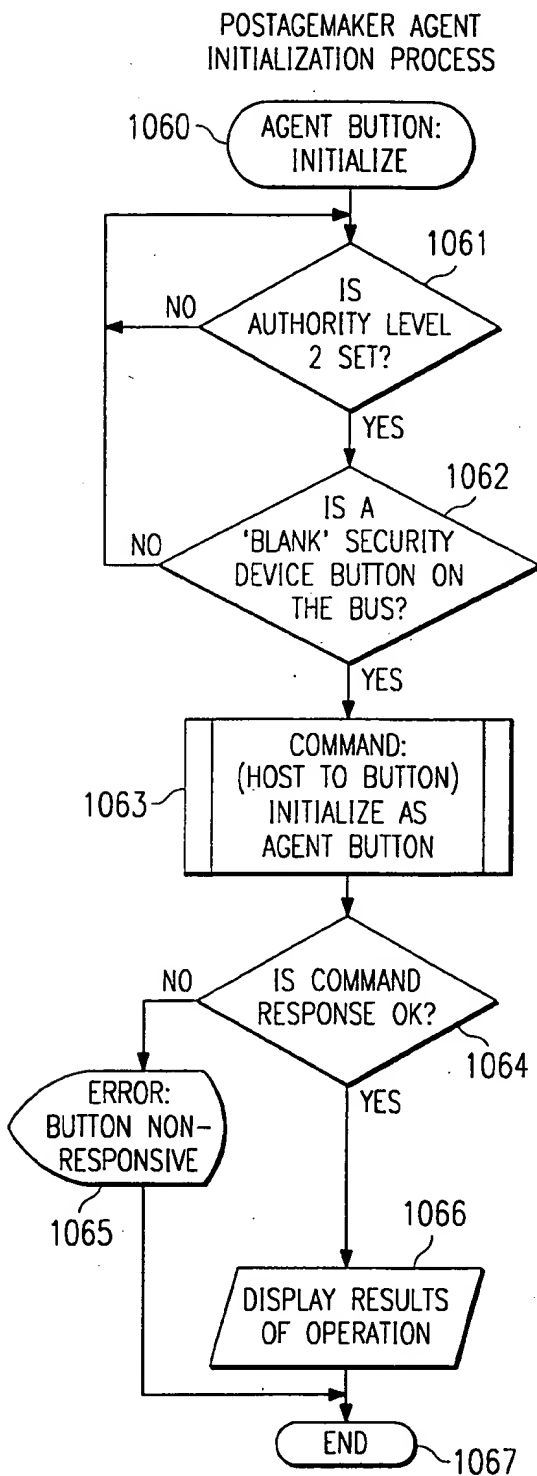 POSTAGEMAKER AGENT
INITIALIZATION PROCESS
1060
AGENT BUTTON:
INITIALIZE
1061
IS
AUTHORITY LEVEL
2 SET?
NO
YES
1062
IS A
'BLANK' SECURITY
DEVICE BUTTON ON
THE BUS?
NO
YES
1063
COMMAND:
(HOST TO BUTTON)
INITIALIZE AS
AGENT BUTTON
IS COMMAND
RESPONSE OK?
1064
NO
YES
ERROR:
BUTTON NON-
RESPONSIVE
1065
1066
DISPLAY RESULTS
OF OPERATION
END
1067